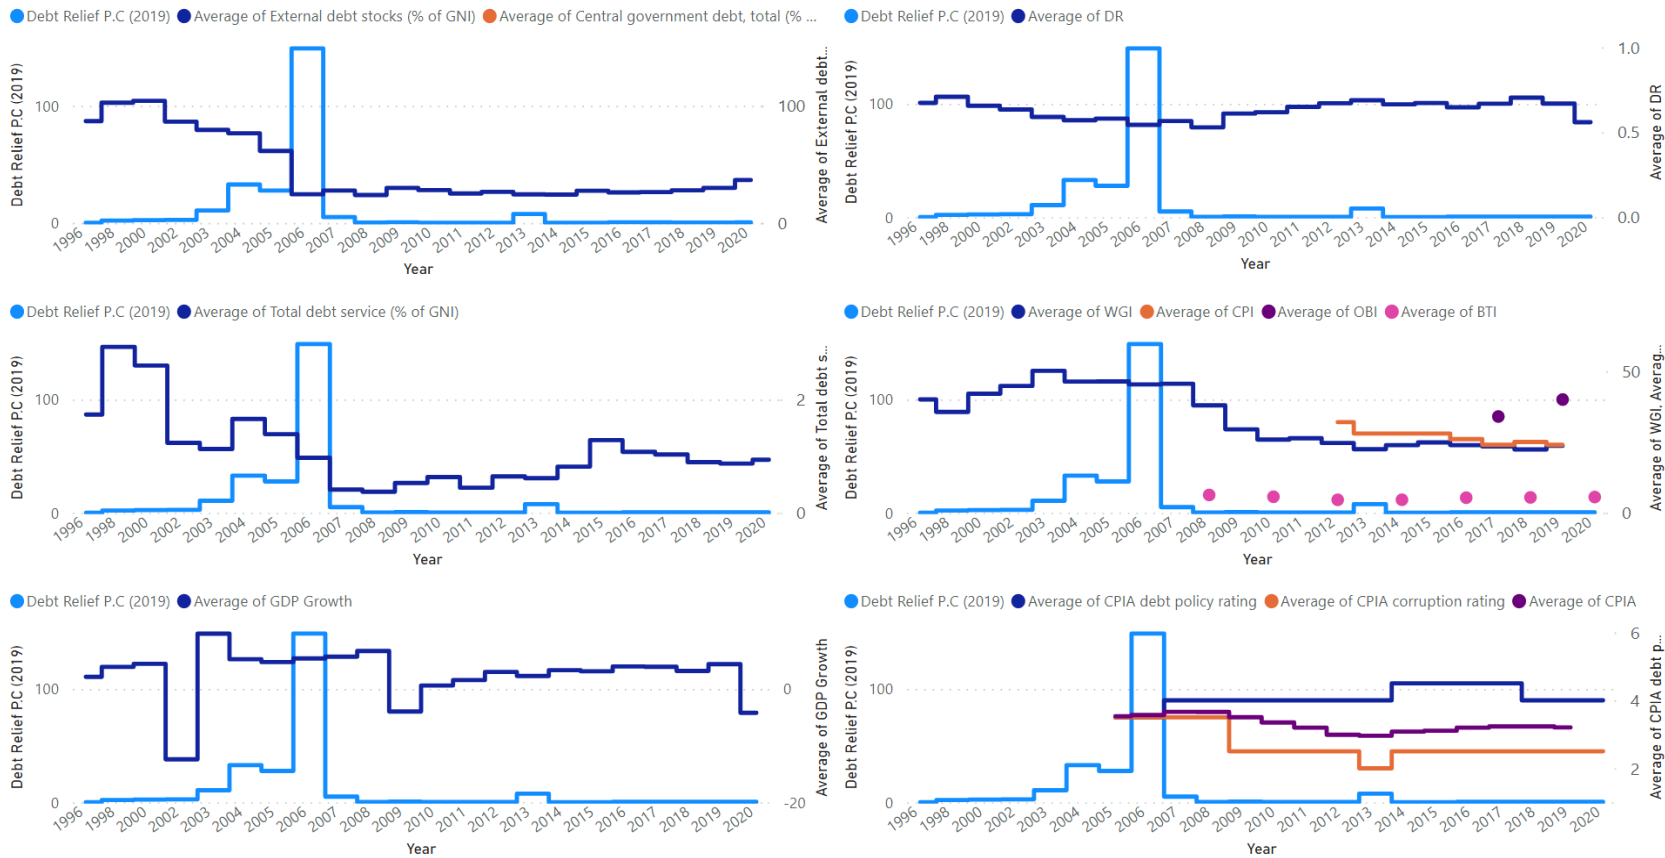 Debt Relief P.C (2019) Average of External debt stocks (% of GNI) Average of Central government debt, total (% ...
Debt Relief P.C (2019)
100
0
100
0
Average of External debt...
1996 1998 2000 2002 2003 2004 2005 2006 2007 2008 2009 2010 2011 2012 2013 2014 2015 2016 2017 2018 2019 2020
Year
Debt Relief P.C (2019) Average of DR
Debt Relief P.C (2019)
100
0
1.0
0.5
0.0
Average of DR
1996 1998 2000 2002 2003 2004 2005 2006 2007 2008 2009 2010 2011 2012 2013 2014 2015 2016 2017 2018 2019 2020
Year
Debt Relief P.C (2019) Average of Total debt service (% of GNI)
Debt Relief P.C (2019)
100
0
2
0
Average of Total debt s...
1996 1998 2000 2002 2003 2004 2005 2006 2007 2008 2009 2010 2011 2012 2013 2014 2015 2016 2017 2018 2019 2020
Year
Debt Relief P.C (2019) Average of WGI Average of CPI Average of OBI Average of BTI
Debt Relief P.C (2019)
100
0
50
0
Average of WGI, Averag...
1996 1998 2000 2002 2003 2004 2005 2006 2007 2008 2009 2010 2011 2012 2013 2014 2015 2016 2017 2018 2019 2020
Year
Debt Relief P.C (2019) Average of GDP Growth
Debt Relief P.C (2019)
100
0
0
-20
Average of GDP Growth
1996 1998 2000 2002 2003 2004 2005 2006 2007 2008 2009 2010 2011 2012 2013 2014 2015 2016 2017 2018 2019 2020
Year
Debt Relief P.C (2019) Average of CPIA debt policy rating Average of CPIA corruption rating Average of CPIA
Debt Relief P.C (2019)
100
0
6
4
2
Average of CPIA debt p...
1996 1998 2000 2002 2003 2004 2005 2006 2007 2008 2009 2010 2011 2012 2013 2014 2015 2016 2017 2018 2019 2020
Year